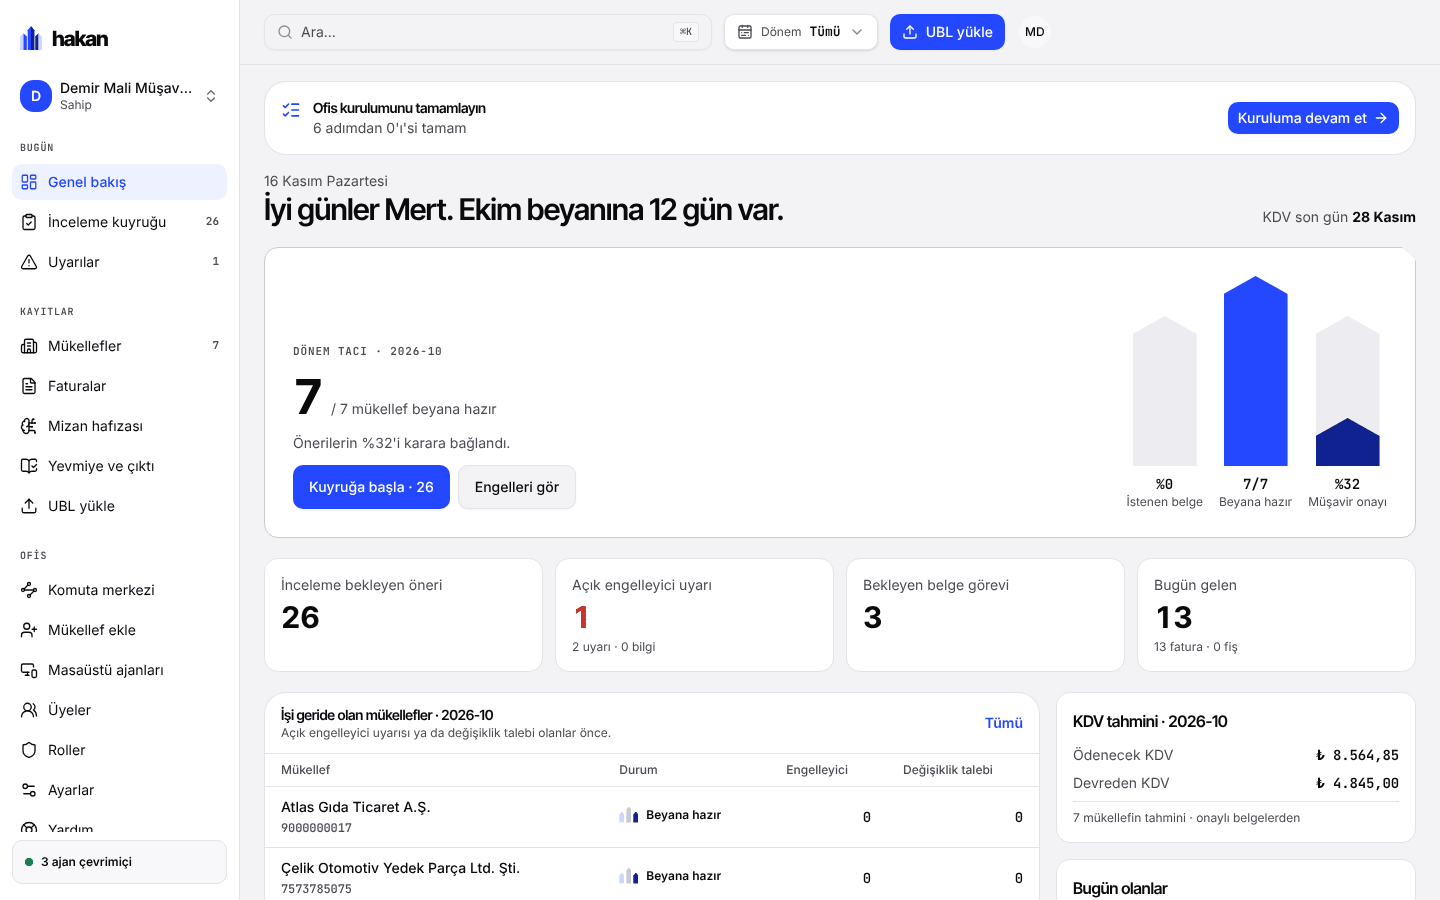 hakan
D
Demir Mali Müşav...
Sahip
BUGÜN
Genel bakış
İnceleme kuyruğu 26
Uyarılar 1
KAYITLAR
Mükellefler 7
Faturalar
Mizan hafızası
Yevmiye ve çıktı
UBL yükle
OFİS
Komuta merkezi
Mükellef ekle
Masaüstü ajanları
Üyeler
Roller
Ayarlar
Yardım
3 ajan çevrimiçi
Ara... ⌘K
Dönem Tümü
UBL yükle
MD
Ofis kurulumunu tamamlayın
6 adımdan 0'ı'si tamam
Kuruluma devam et
16 Kasım Pazartesi
İyi günler Mert. Ekim beyanına 12 gün var.
KDV son gün 28 Kasım
DÖNEM TACI · 2026-10
7 / 7 mükellef beyana hazır
Önerilerin %32'i karara bağlandı.
Kuyruğa başla · 26
Engelleri gör
%0
İstenen belge
7/7
Beyana hazır
%32
Müşavir onayı
İnceleme bekleyen öneri
26
Açık engelleyici uyarı
1
2 uyarı · 0 bilgi
Bekleyen belge görevi
3
Bugün gelen
13
13 fatura · 0 fiş
İşi geride olan mükellefler · 2026-10
Açık engelleyici uyarısı ya da değişiklik talebi olanlar önce.
Tümü
Mükellef Durum Engelleyici Değişiklik talebi
Atlas Gıda Ticaret A.Ş.
9000000017
Beyana hazır 0 0
Çelik Otomotiv Yedek Parça Ltd. Şti.
7573785075
Beyana hazır 0 0
KDV tahmini · 2026-10
Ödenecek KDV ₺ 8.564,85
Devreden KDV ₺ 4.845,00
7 mükellefin tahmini · onaylı belgelerden
Bugün olanlar